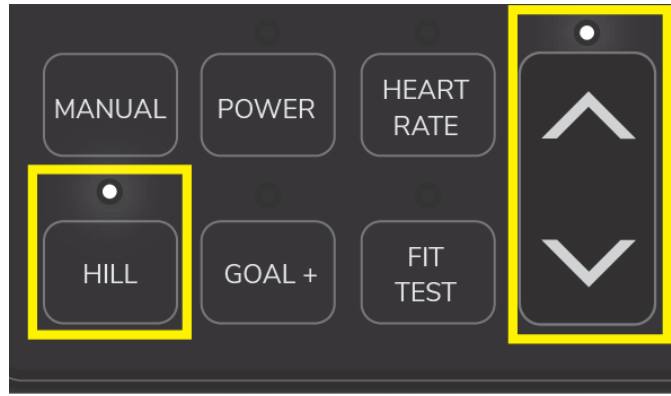 MANUAL
POWER
HEART
RATE
HILL
GOAL +
FIT
TEST